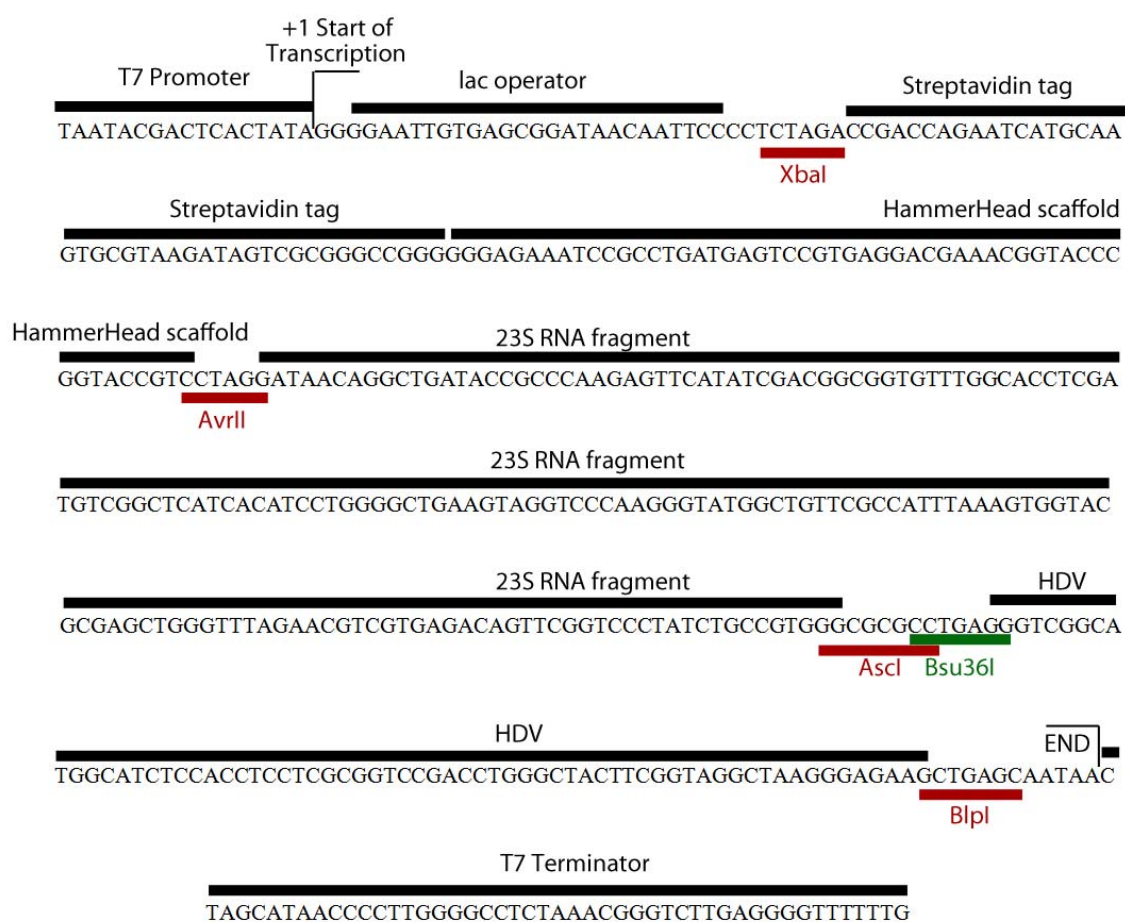 +1 Start of
Transcription
T7 Promoter
lac operator
Streptavidin tag
TAATACGACTCACTATAGGGGAATTGTGAGCGGATAACAATTCCCCTCTAGACCGACCAGAATCATGCAA
XbaI
Streptavidin tag
HammerHead scaffold
GTGCGTAAGATAGTCGCGGGCCGGGGGGAGAAATCCGCCTGATGAGTCCGTGAGGACGAAACGGTACCC
HammerHead scaffold
23S RNA fragment
GGTACCGTCCTAGGATAACAGGCTGATACCGCCCAAGAGTTCATATCGACGGCGGTGTTTGGCACCTCGA
AvrII
23S RNA fragment
TGTCGGCTCATCACATCCTGGGGCTGAAGTAGGTCCCAAGGGTATGGCTGTTCGCCATTTAAAGTGGTAC
23S RNA fragment
HDV
GCGAGCTGGGTTTAGAACGTCGTGAGACAGTTCGGTCCCTATCTGCCGTGGGCGCGCCTGAGGGTCGGCA
AscI
Bsu36I
HDV
END
TGGCATCTCCACCTCCTCGCGGTCCGACCTGGGCTACTTCGGTAGGCTAAGGGAGAAGCTGAGCAATAAC
BlpI
T7 Terminator
TAGCATAACCCCTTGGGGCCTCTAAACGGGTCTTGAGGGGTTTTTTG